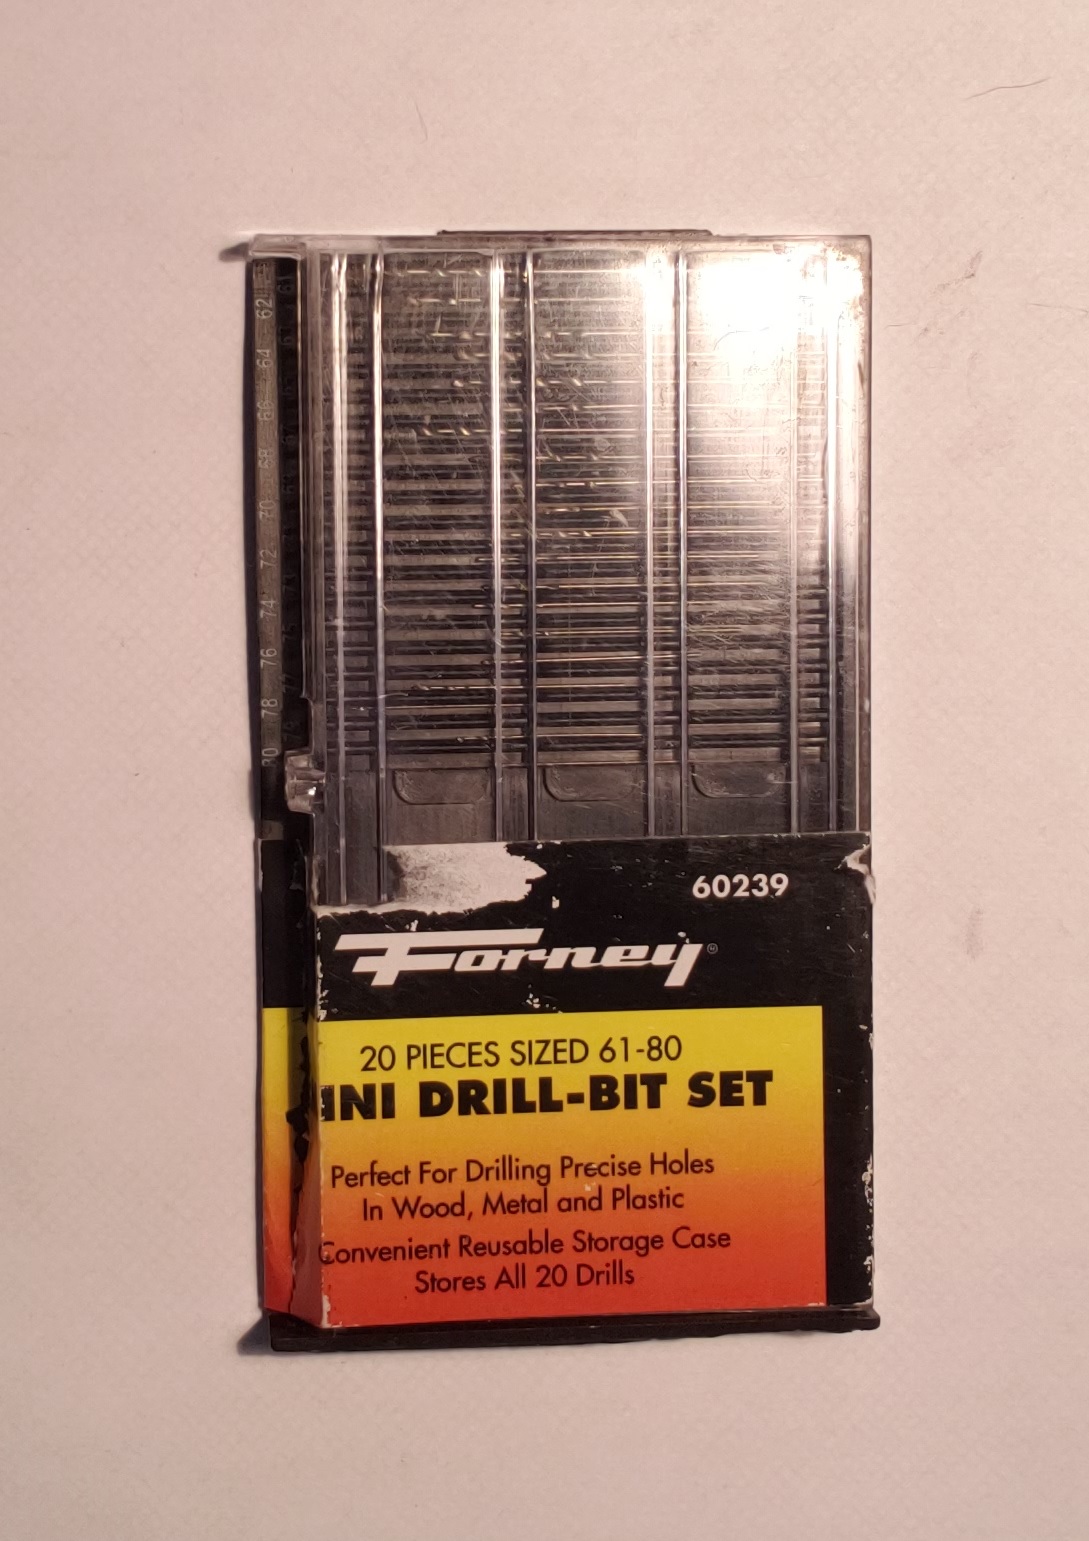 62
61
64
66
68
70
72
74
76
78
80
60239
Forney
20 PIECES SIZED 61-80
INI DRILL-BIT SET
Perfect For Drilling Precise Holes
In Wood, Metal and Plastic
Convenient Reusable Storage Case
Stores All 20 Drills